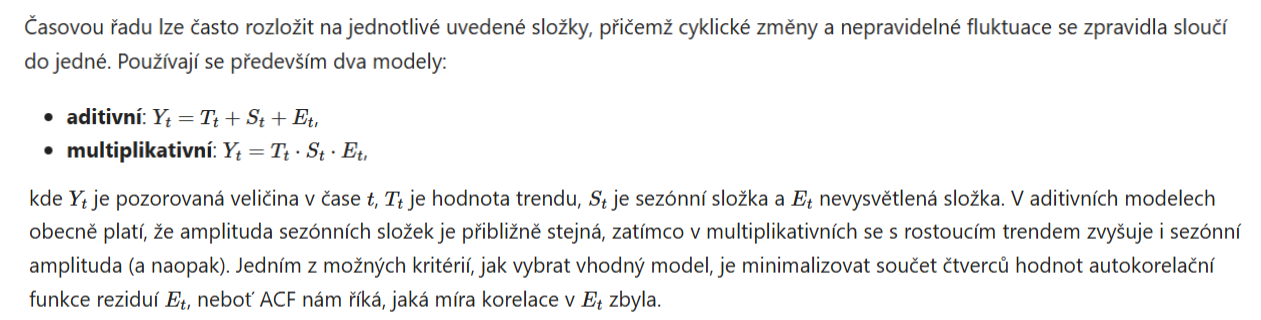 Časovou řadu lze často rozložit na jednotlivé uvedené složky, přičemž cyklické změny a nepravidelné fluktuace se zpravidla sloučí
do jedné. Používají se především dva modely:
• aditivní: Y_t = T_t + S_t + E_t,
• multiplikativní: Y_t = T_t · S_t · E_t,
kde Y_t je pozorovaná veličina v čase t, T_t je hodnota trendu, S_t je sezónní složka a E_t nevysvětlená složka. V aditivních modelech
obecně platí, že amplituda sezónních složek je přibližně stejná, zatímco v multiplikativních se s rostoucím trendem zvyšuje i sezónní
amplituda (a naopak). Jedním z možných kritérií, jak vybrat vhodný model, je minimalizovat součet čtverců hodnot autokorelační
funkce reziduí E_t, neboť ACF nám říká, jaká míra korelace v E_t zbyla.